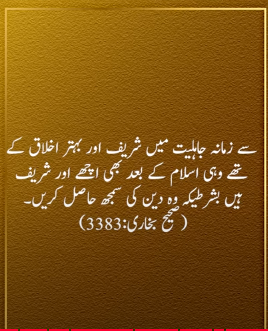 سے زمانہ جاہلیت میں شریف اور بہتر اخلاق کے
تھے وہی اسلام کے بعد بھی اچھے اور شریف
ہیں بشرطیکہ وہ دین کی سمجھ حاصل کریں۔
(صحیح بخاری:3383)